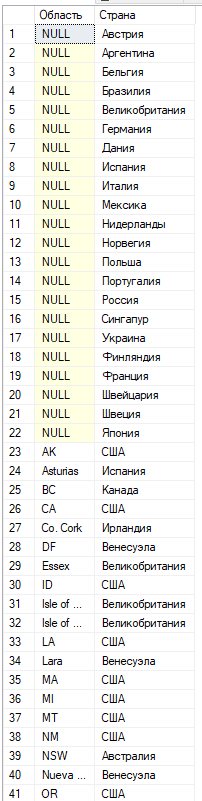 Область Страна
1 NULL Австрия
2 NULL Аргентина
3 NULL Бельгия
4 NULL Бразилия
5 NULL Великобритания
6 NULL Германия
7 NULL Дания
8 NULL Испания
9 NULL Италия
10 NULL Мексика
11 NULL Нидерланды
12 NULL Норвегия
13 NULL Польша
14 NULL Португалия
15 NULL Россия
16 NULL Сингапур
17 NULL Украина
18 NULL Финляндия
19 NULL Франция
20 NULL Швейцария
21 NULL Швеция
22 NULL Япония
23 AK США
24 Asturias Испания
25 BC Канада
26 CA США
27 Co. Cork Ирландия
28 DF Венесуэла
29 Essex Великобритания
30 ID США
31 Isle of ... Великобритания
32 Isle of ... Великобритания
33 LA США
34 Lara Венесуэла
35 MA США
36 MI США
37 MT США
38 NM США
39 NSW Австралия
40 Nueva ... Венесуэла
41 OR США